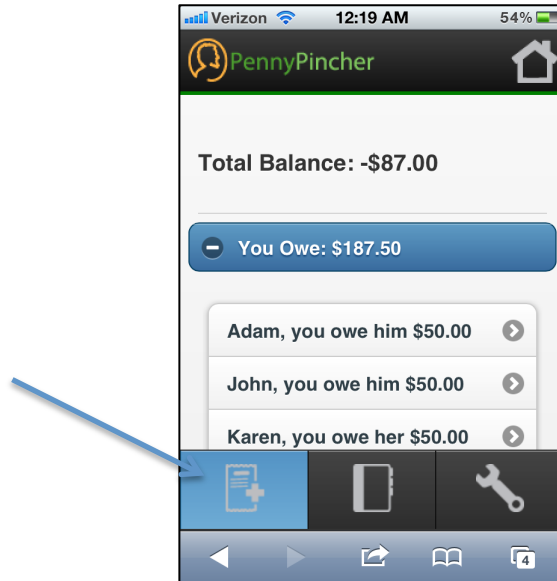 Verizon 12:19 AM 54%
PennyPincher
Total Balance: -$87.00
You Owe: $187.50
Adam, you owe him $50.00
John, you owe him $50.00
Karen, you owe her $50.00
4